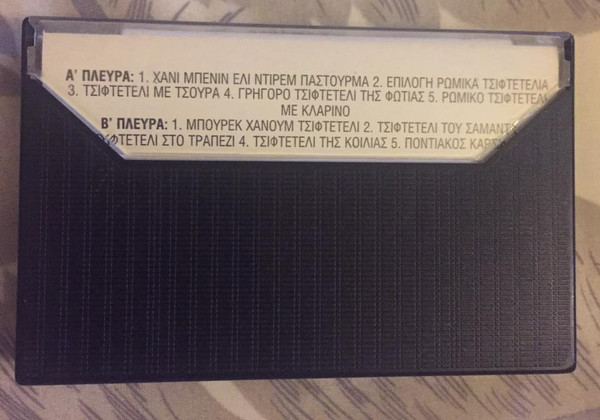 Α' ΠΛΕΥΡΑ: 1. ΧΑΝΙ ΜΠΕΝΙΝ ΕΛΙ ΝΤΙΡΕΜ ΠΑΣΤΟΥΡΜΑ 2. ΕΠΙΛΟΓΗ ΡΩΜΙΚΑ ΤΣΙΦΤΕΤΕΛΙΑ
3. ΤΣΙΦΤΕΤΕΛΙ ΜΕ ΤΣΟΥΡΑ 4. ΓΡΗΓΟΡΟ ΤΣΙΦΤΕΤΕΛΙ ΤΗΣ ΦΩΤΙΑΣ 5. ΡΩΜΙΚΟ ΤΣΙΦΤΕΤΕΛΙ
ΜΕ ΚΛΑΡΙΝΟ
Β' ΠΛΕΥΡΑ: 1. ΜΠΟΥΡΕΚ ΧΑΝΟΥΜ ΤΣΙΦΤΕΤΕΛΙ 2. ΤΣΙΦΤΕΤΕΛΙ ΤΟΥ
ΣΤΟ ΤΡΑΠΕΖΙ 4. ΤΣΙΦΤΕΤΕΛΙ ΤΗΣ ΚΟΙΛΙΑΣ 5. ΠΟΝΤΙΑΚΟΣ